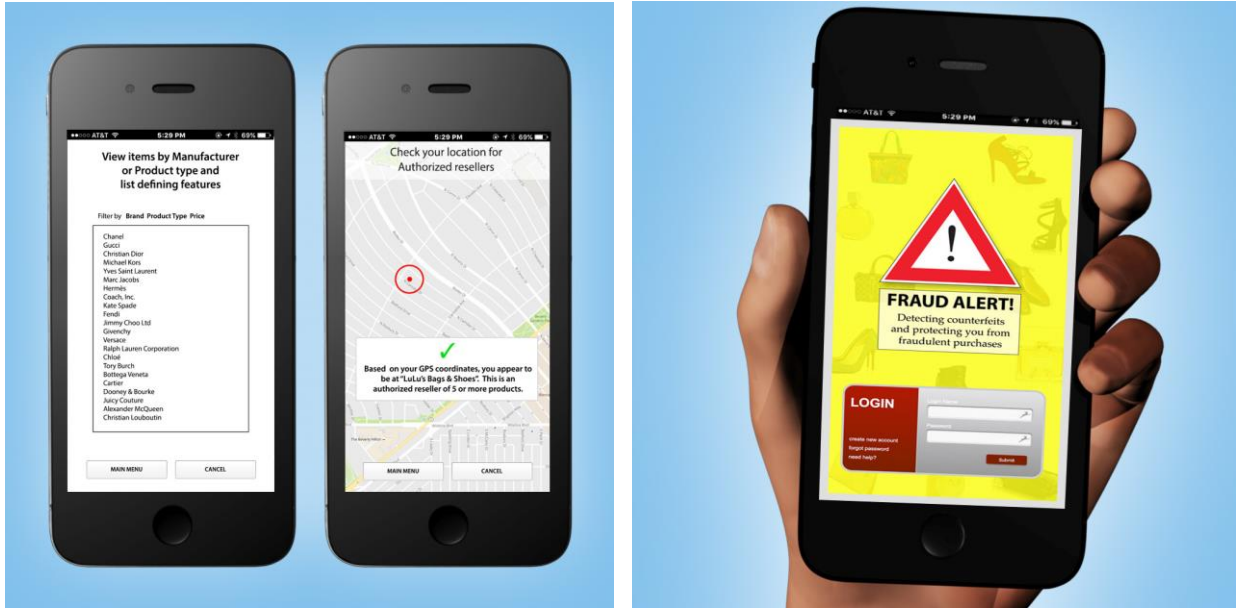 AT&T 5:29 PM 69%
View items by Manufacturer
or Product type and
list defining features
Filter by Brand Product Type Price
Chanel
Gucci
Christian Dior
Michael Kors
Yves Saint Laurent
Marc Jacobs
Hermés
Coach, Inc.
Kate Spade
Fendi
Jimmy Choo Ltd
Givenchy
Versace
Ralph Lauren Corporation
Chloé
Tory Burch
Bottega Veneta
Cartier
Dooney & Bourke
Juicy Couture
Alexander McQueen
Christian Louboutin
MAIN MENU CANCEL
AT&T 5:29 PM 69%
Check your location for
Authorized resellers
✓
Based on your GPS coordinates, you appear to
be at "LuLu's Bags & Shoes". This is an
authorized reseller of 5 or more products.
MAIN MENU CANCEL
AT&T 5:29 PM 69%
!
FRAUD ALERT!
Detecting counterfeits
and protecting you from
fraudulent purchases
LOGIN
Login Name
Password
create new account
forgot password
need help?
Submit